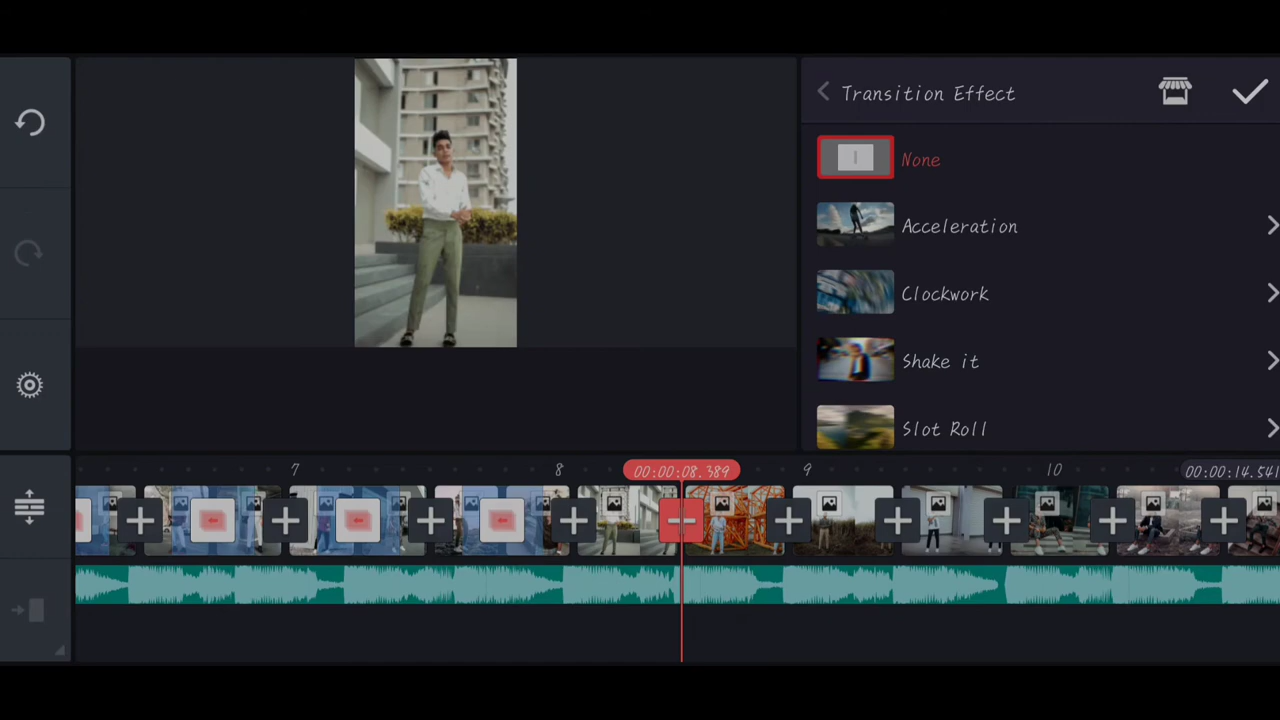 Transition Effect
None
Acceleration
Clockwork
Shake it
Slot Roll
7
8
00:00:08.389
9
10
00:00:14.541